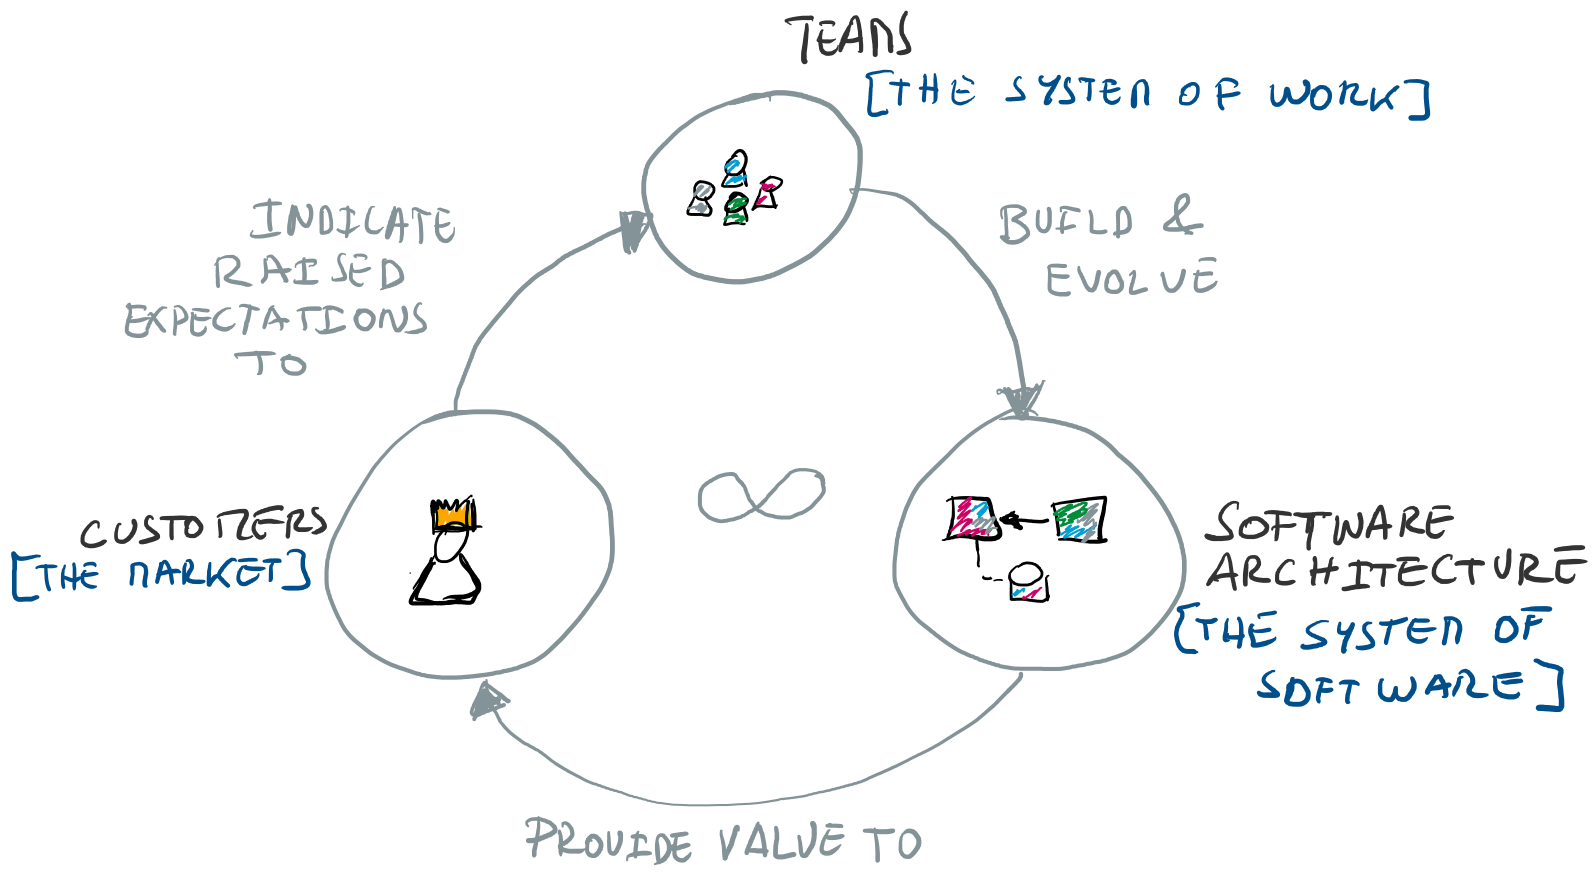 TEAMS
[THE SYSTEM OF WORK]
INDICATE
RAISED
EXPECTATIONS
TO
BUILD &
EVOLVE
CUSTOMERS
[THE MARKET]
SOFTWARE
ARCHITECTURE
[THE SYSTEM OF
SOFTWARE]
PROVIDE VALUE TO